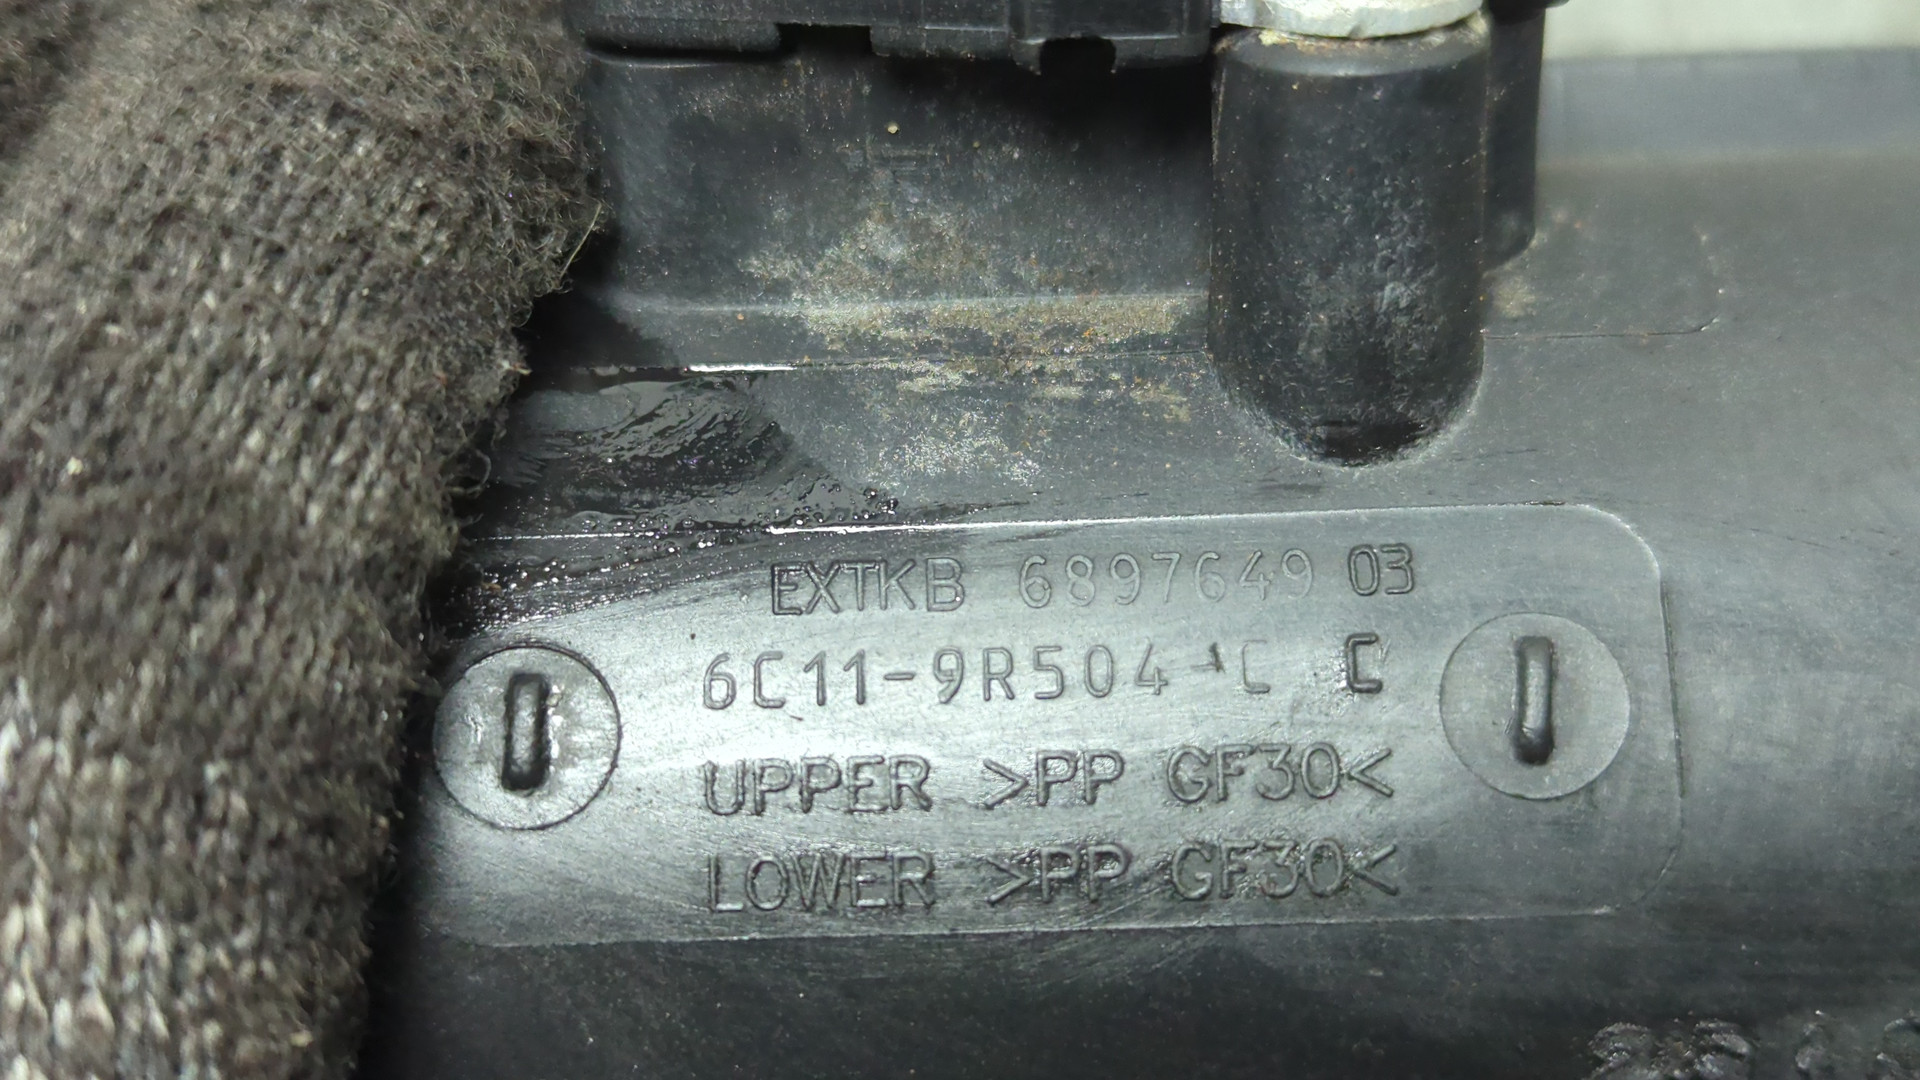 EXTKB 6897649 03
6C11-9R504-C C
UPPER >PP GF30<
LOWER >PP GF30<